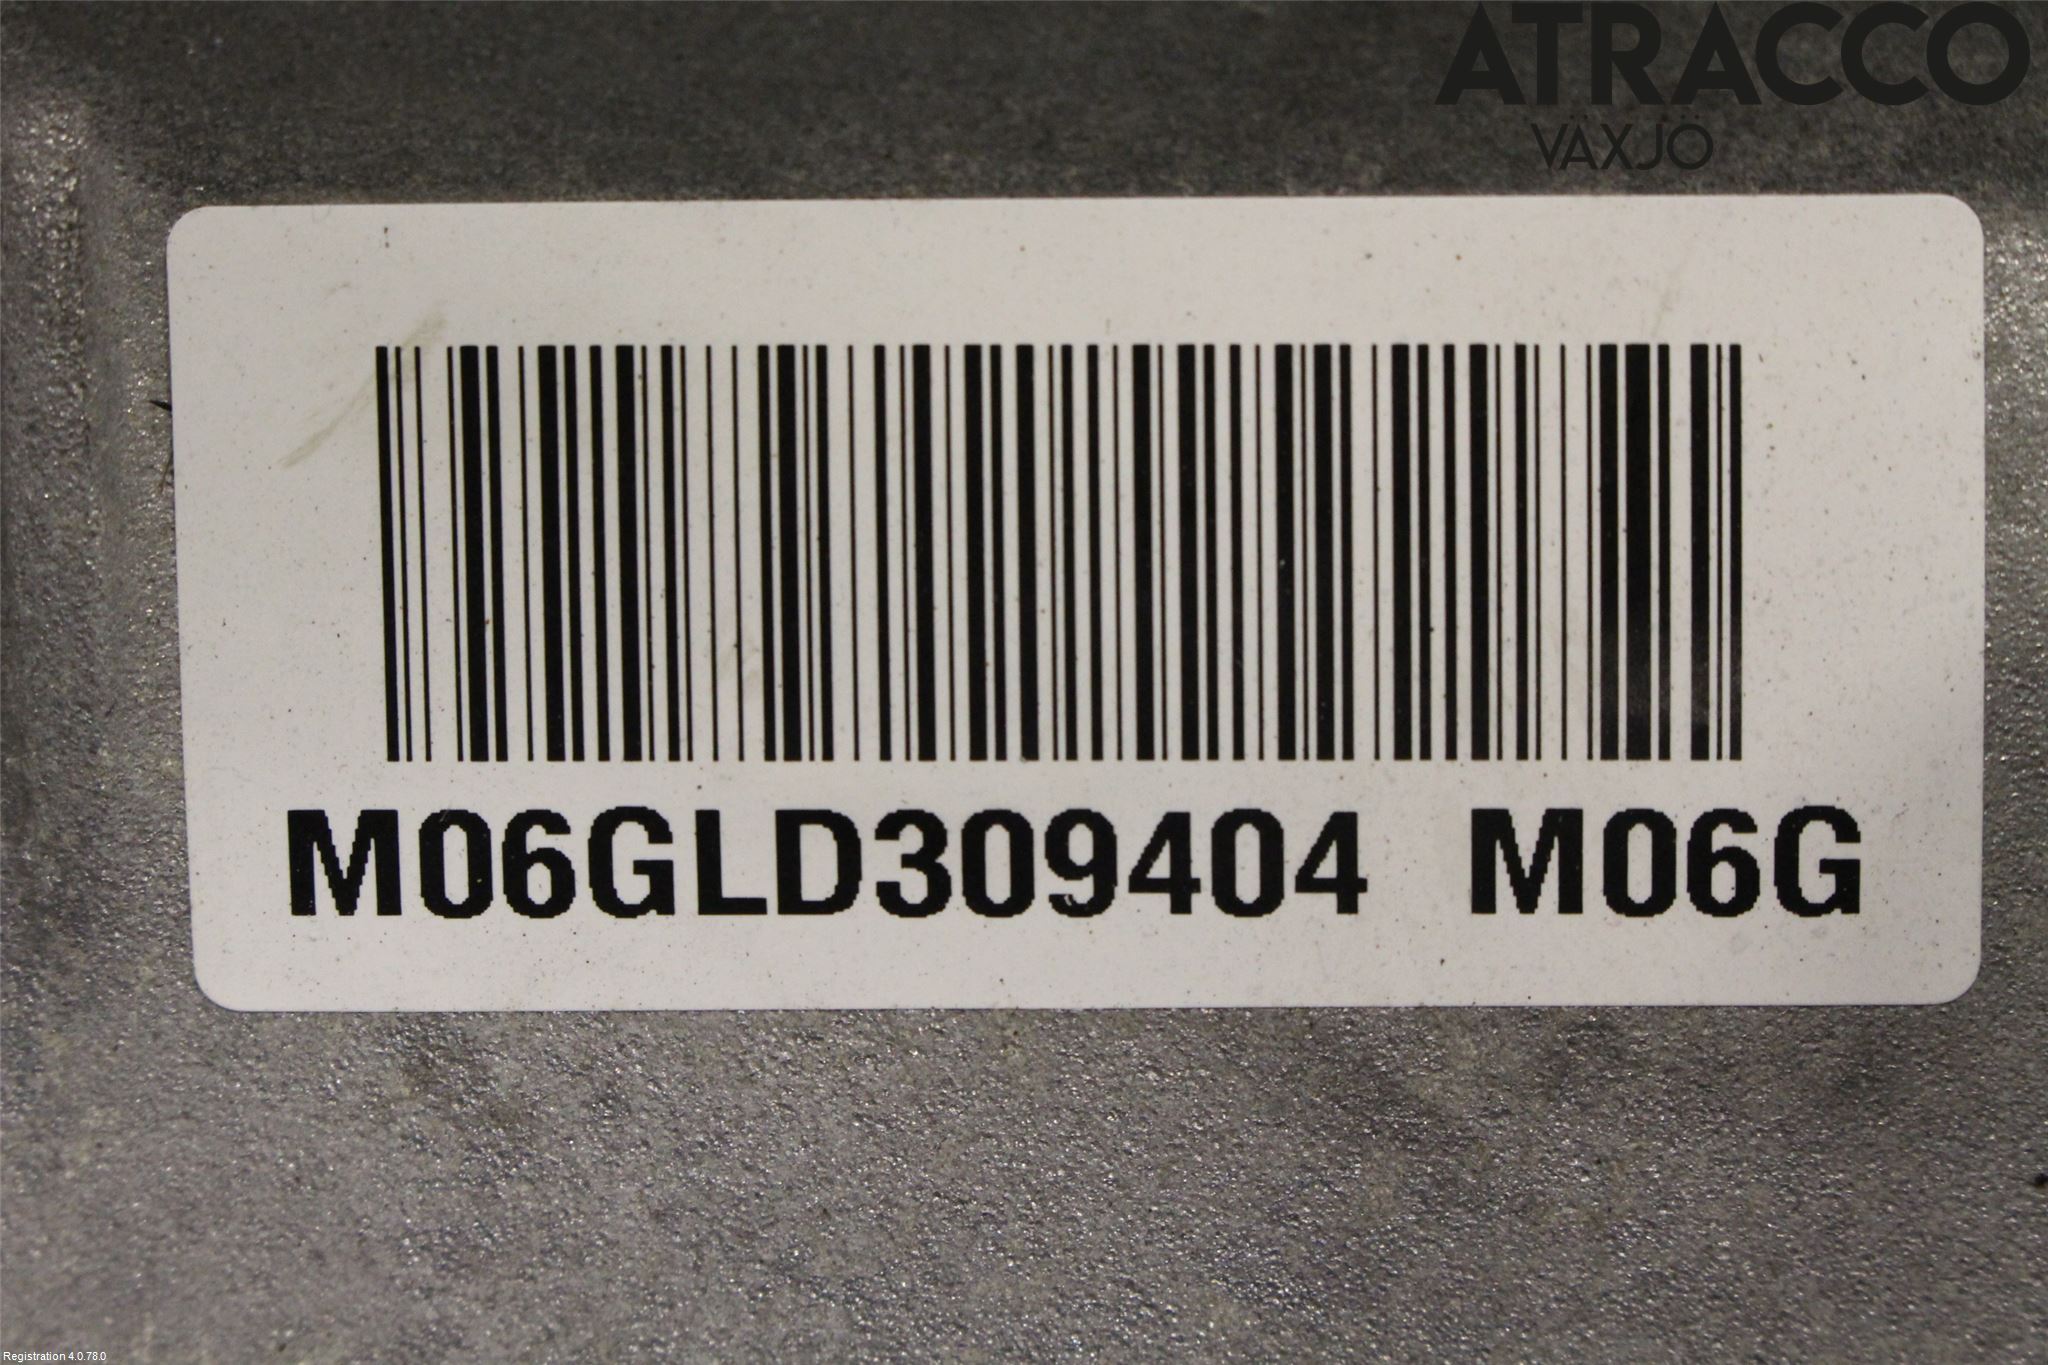 ATRACCO
VÄXJÖ
M06GLD309404 M06G
Registration 4.0.78.0